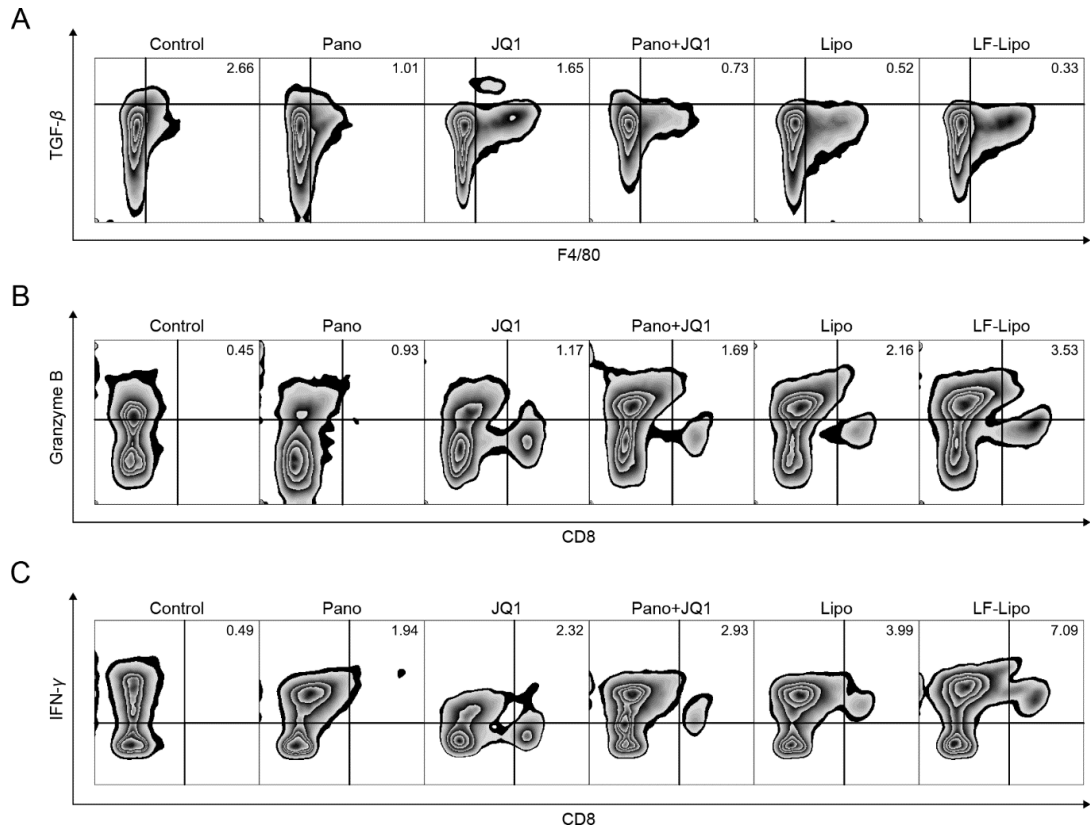 A
Control Pano JQ1 Pano+JQ1 Lipo LF-Lipo
2.66 1.01 1.65 0.73 0.52 0.33
TGF-β
F4/80
B
Control Pano JQ1 Pano+JQ1 Lipo LF-Lipo
0.45 0.93 1.17 1.69 2.16 3.53
Granzyme B
CD8
C
Control Pano JQ1 Pano+JQ1 Lipo LF-Lipo
0.49 1.94 2.32 2.93 3.99 7.09
IFN-γ
CD8